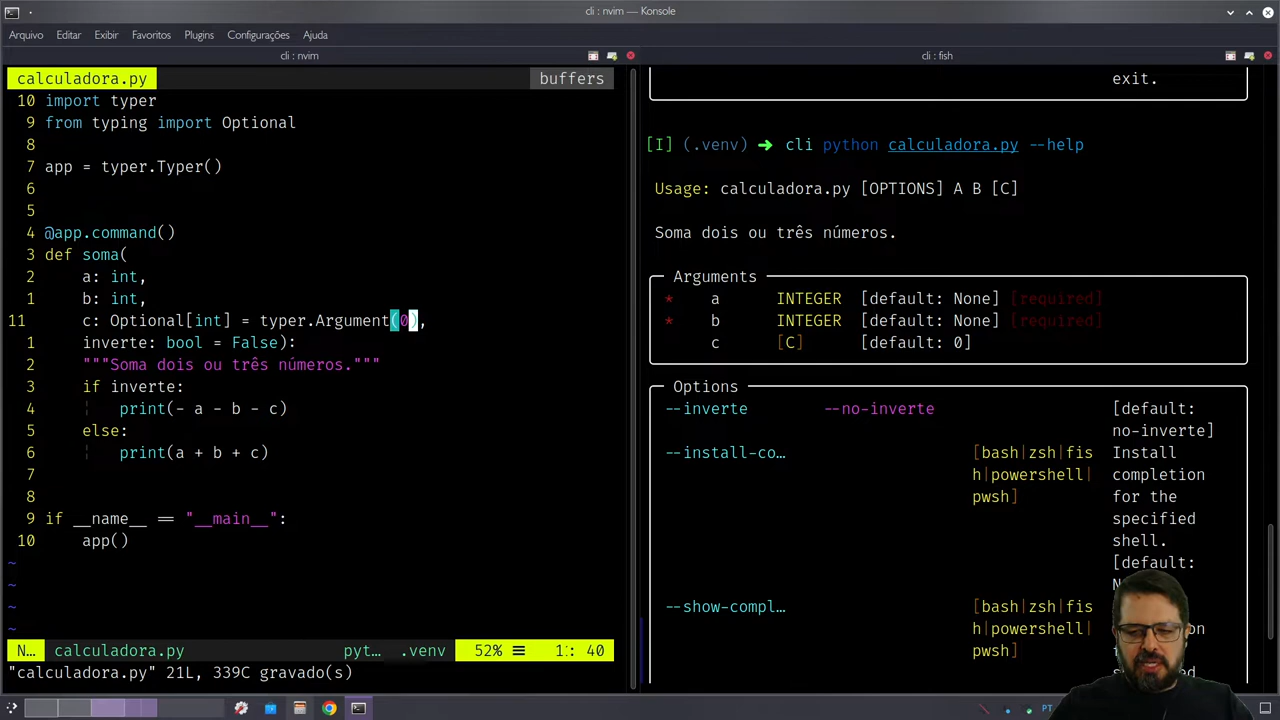 cli : nvim — Konsole
Arquivo Editar Exibir Favoritos Plugins Configurações Ajuda
cli : nvim
calculadora.py buffers
10 import typer
9 from typing import Optional
8
7 app = typer.Typer()
6
5
4 @app.command()
3 def soma(
2 a: int,
1 b: int,
11 c: Optional[int] = typer.Argument(0),
1 inverte: bool = False):
2 """Soma dois ou três números."""
3 if inverte:
4 print(- a - b - c)
5 else:
6 print(a + b + c)
7
8
9 if __name__ == "__main__":
10 app()
~
~
~
~
N… calculadora.py pyt… .venv 52% ☰ 11: 40
"calculadora.py" 21L, 339C gravado(s)
cli : fish
exit.
[I] (.venv) ➜ cli python calculadora.py --help
Usage: calculadora.py [OPTIONS] A B [C]
Soma dois ou três números.
Arguments
* a INTEGER [default: None] [required]
* b INTEGER [default: None] [required]
c [C] [default: 0]
Options
--inverte --no-inverte [default:
no-inverte]
--install-co… [bash|zsh|fis Install
h|powershell| completion
pwsh] for the
specified
shell.
[default:
--show-compl… [bash|zsh|fis
h|powershell|
pwsh]
PT